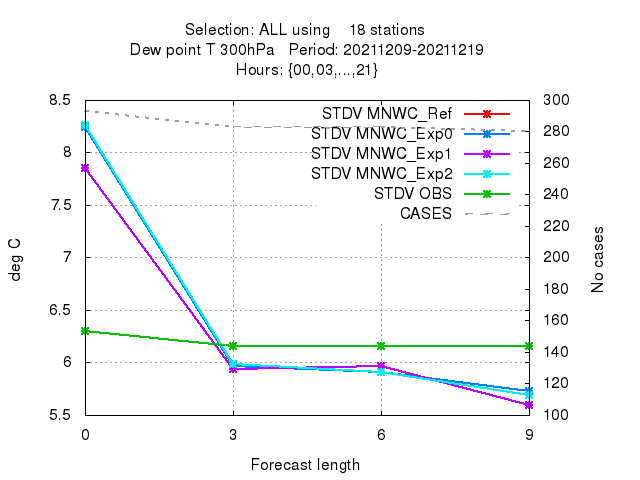 Selection: ALL using    18 stations
Dew point T 300hPa   Period: 20211209-20211219
Hours: {00,03,...,21}
8.5
8
7.5
7
6.5
6
5.5
deg C
STDV MNWC_Ref
STDV MNWC_Exp0
STDV MNWC_Exp1
STDV MNWC_Exp2
STDV OBS
CASES
300
280
260
240
220
200
180
160
140
120
100
No cases
0 3 6 9
Forecast length